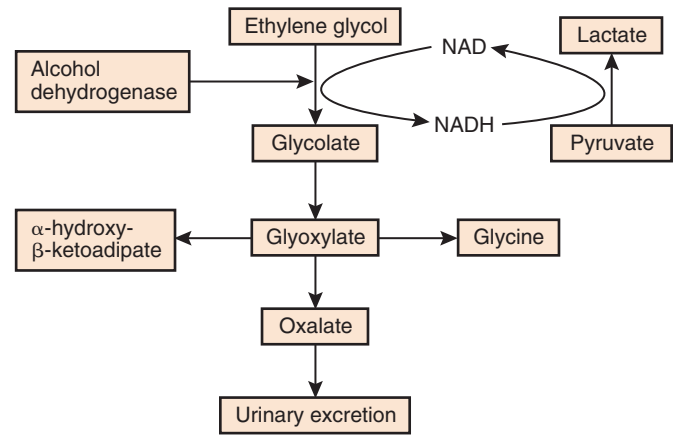 Ethylene glycol
NAD
Lactate
Alcohol
dehydrogenase
NADH
Glycolate
Pyruvate
α-hydroxy-
β-ketoadipate
Glyoxylate
Glycine
Oxalate
Urinary excretion